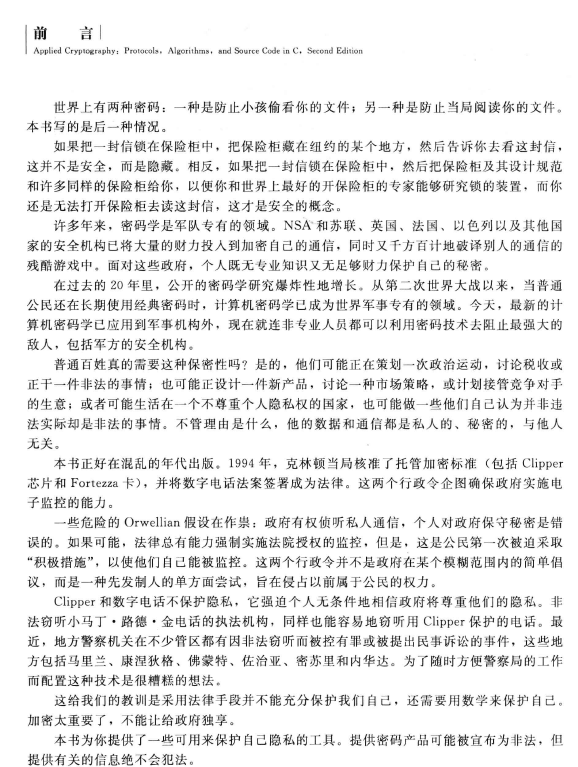 前 言
Applied Cryptography: Protocols, Algorithms, and Source Code in C, Second Edition
世界上有两种密码：一种是防止小孩偷看你的文件；另一种是防止当局阅读你的文件。
本书写的是后一种情况。
如果把一封信锁在保险柜中，把保险柜藏在纽约的某个地方，然后告诉你去看这封信，
这并不是安全，而是隐藏。相反，如果把一封信锁在保险柜中，然后把保险柜及其设计规范
和许多同样的保险柜给你，以便你和世界上最好的开保险柜的专家能够研究锁的装置，而你
还是无法打开保险柜去读这封信，这才是安全的概念。
许多年来，密码学是军队专有的领域。NSA 和苏联、英国、法国、以色列以及其他国
家的安全机构已将大量的财力投入到加密自己的通信，同时又千方百计地破译别人的通信的
残酷游戏中。面对这些政府，个人既无专业知识又无足够财力保护自己的秘密。
在过去的 20 年里，公开的密码学研究爆炸性地增长。从第二次世界大战以来，当普通
公民还在长期使用经典密码时，计算机密码学已成为世界军事专有的领域。今天，最新的计
算机密码学已应用到军事机构外，现在就连非专业人员都可以利用密码技术去阻止最强大的
敌人，包括军方的安全机构。
普通百姓真的需要这种保密性吗？是的，他们可能正在策划一次政治运动，讨论税收或
正干一件非法的事情；也可能正设计一件新产品，讨论一种市场策略，或计划接管竞争对手
的生意；或者可能生活在一个不尊重个人隐私权的国家，也可能做一些他们自己认为并非违
法实际却是非法的事情。不管理由是什么，他的数据和通信都是私人的、秘密的，与他人
无关。
本书正好在混乱的年代出版。1994 年，克林顿当局核准了托管加密标准（包括 Clipper
芯片和 Fortezza 卡），并将数字电话法案签署成为法律。这两个行政令企图确保政府实施电
子监控的能力。
一些危险的 Orwellian 假设在作祟：政府有权侦听私人通信，个人对政府保守秘密是错
误的。如果可能，法律总有能力强制实施法院授权的监控，但是，这是公民第一次被迫采取
“积极措施”，以使他们自己能被监控。这两个行政令并不是政府在某个模糊范围内的简单倡
议，而是一种先发制人的单方面尝试，旨在侵占以前属于公民的权力。
Clipper 和数字电话不保护隐私，它强迫个人无条件地相信政府将尊重他们的隐私。非
法窃听小马丁·路德·金电话的执法机构，同样也能容易地窃听用 Clipper 保护的电话。最
近，地方警察机关在不少管区都有因非法窃听而被控有罪或被提出民事诉讼的事件，这些地
方包括马里兰、康涅狄格、佛蒙特、佐治亚、密苏里和内华达。为了随时方便警察局的工作
而配置这种技术是很糟糕的想法。
这给我们的教训是采用法律手段并不能充分保护我们自己，还需要用数学来保护自己。
加密太重要了，不能让给政府独享。
本书为你提供了一些可用来保护自己隐私的工具。提供密码产品可能被宣布为非法，但
提供有关的信息绝不会犯法。